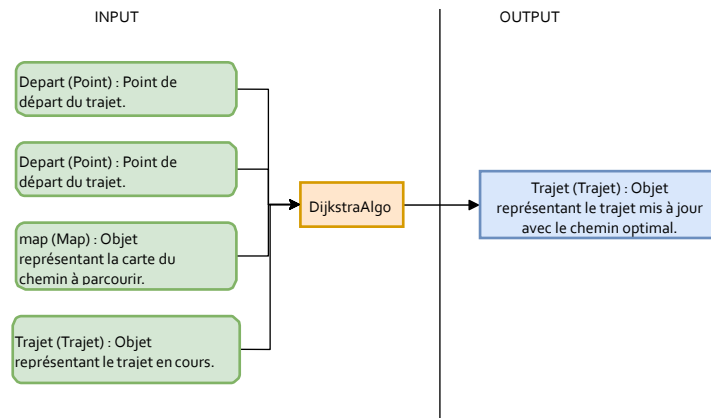 INPUT
OUTPUT
Depart (Point) : Point de
départ du trajet.
Depart (Point) : Point de
départ du trajet.
map (Map) : Objet
représentant la carte du
chemin à parcourir.
Trajet (Trajet) : Objet
représentant le trajet en cours.
DijkstraAlgo
Trajet (Trajet) : Objet
représentant le trajet mis à jour
avec le chemin optimal.